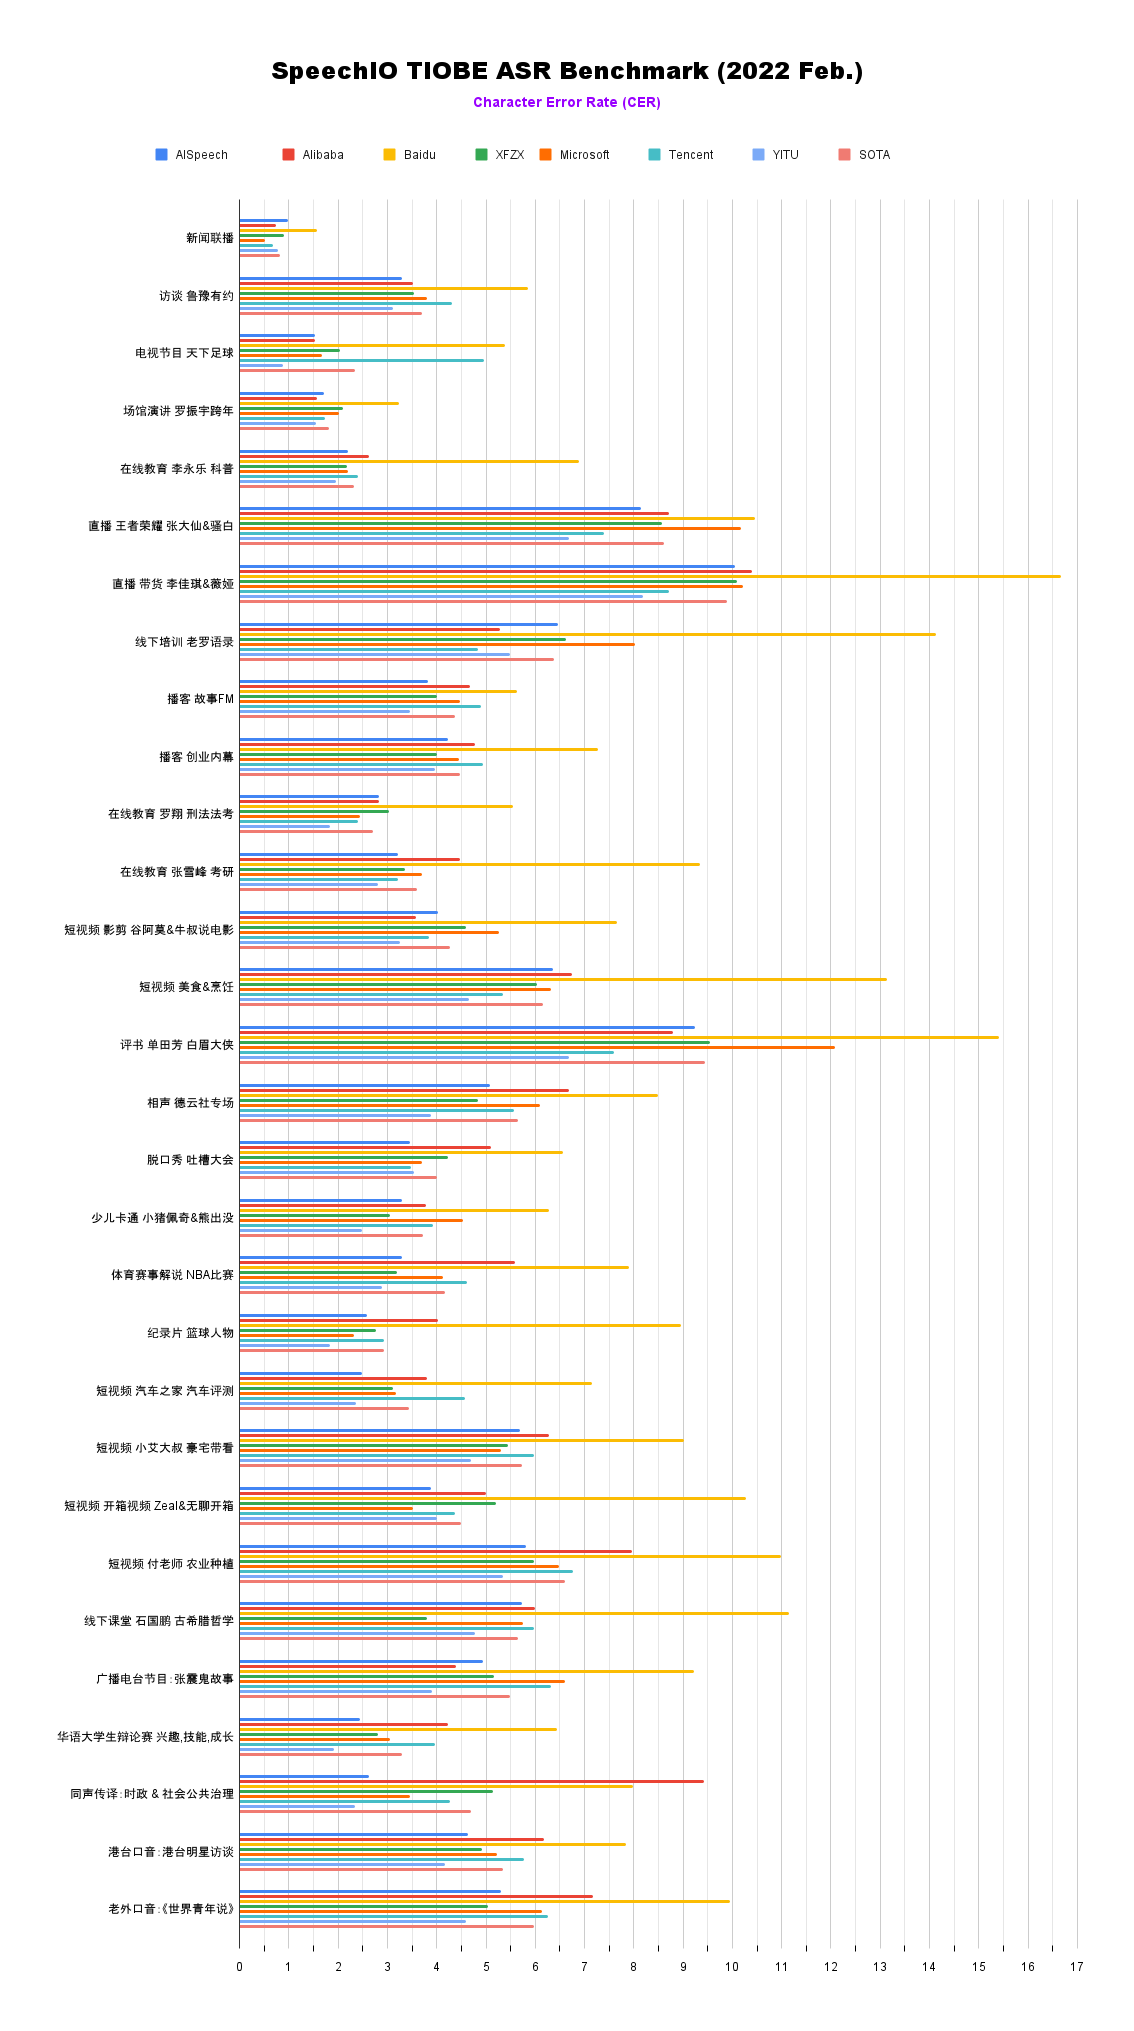 SpeechIO TIOBE ASR Benchmark (2022 Feb.)
Character Error Rate (CER)
AISpeech Alibaba Baidu XFZX Microsoft Tencent YITU SOTA
新闻联播
访谈 鲁豫有约
电视节目 天下足球
场馆演讲 罗振宇跨年
在线教育 李永乐 科普
直播 王者荣耀 张大仙&骚白
直播 带货 李佳琪&薇娅
线下培训 老罗语录
播客 故事FM
播客 创业内幕
在线教育 罗翔 刑法法考
在线教育 张雪峰 考研
短视频 影剪 谷阿莫&牛叔说电影
短视频 美食&烹饪
评书 单田芳 白眉大侠
相声 德云社专场
脱口秀 吐槽大会
少儿卡通 小猪佩奇&熊出没
体育赛事解说 NBA比赛
纪录片 篮球人物
短视频 汽车之家 汽车评测
短视频 小艾大叔 豪宅带看
短视频 开箱视频 Zeal&无聊开箱
短视频 付老师 农业种植
线下课堂 石国鹏 古希腊哲学
广播电台节目:张震鬼故事
华语大学生辩论赛 兴趣,技能,成长
同声传译:时政 & 社会公共治理
港台口音:港台明星访谈
老外口音:《世界青年说》
0 1 2 3 4 5 6 7 8 9 10 11 12 13 14 15 16 17